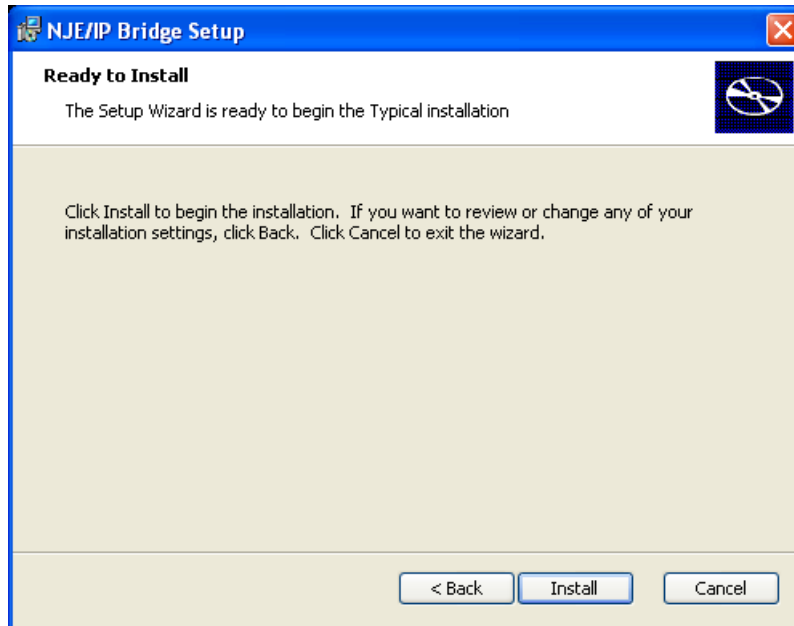 NJE/IP Bridge Setup
Ready to Install
The Setup Wizard is ready to begin the Typical installation
Click Install to begin the installation. If you want to review or change any of your
installation settings, click Back. Click Cancel to exit the wizard.
< Back Install Cancel